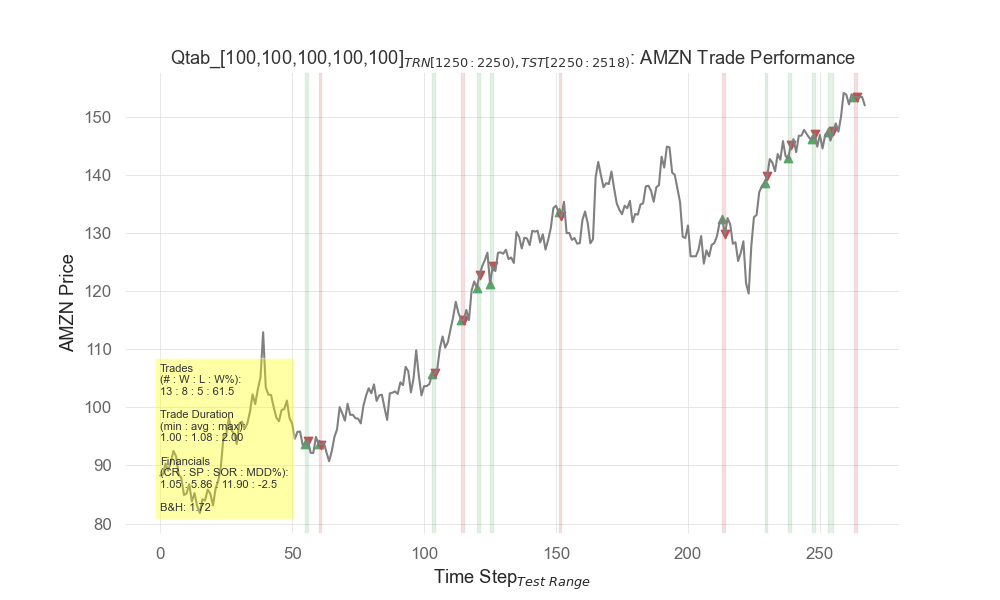 Qtab_[100,100,100,100,100]TRN[1250:2250),TST[2250:2518): AMZN Trade Performance
AMZN Price
150
140
130
120
110
100
90
80
Trades
(# : W : L : W%):
13 : 8 : 5 : 61.5
Trade Duration
(min : avg : max):
1.00 : 1.08 : 2.00
Financials
(CR : SP : SOR : MDD%):
1.05 : 5.86 : 11.90 : -2.5
B&H: 1.72
0 50 100 150 200 250
Time StepTest Range